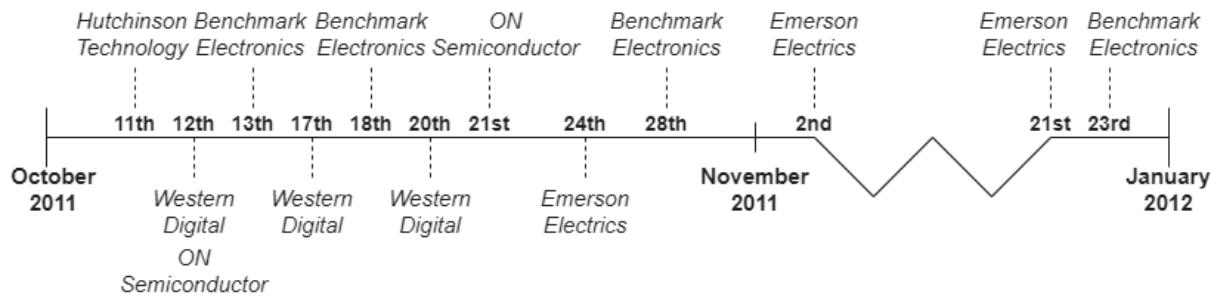 Hutchinson Benchmark Benchmark ON Benchmark Emerson Emerson Benchmark
Technology Electronics Electronics Semiconductor Electronics Electrics Electrics Electronics
11th 12th 13th 17th 18th 20th 21st 24th 28th 2nd 21st 23rd
October November January
2011 2011 2012
Western Western Western Emerson
Digital Digital Digital Electrics
ON
Semiconductor